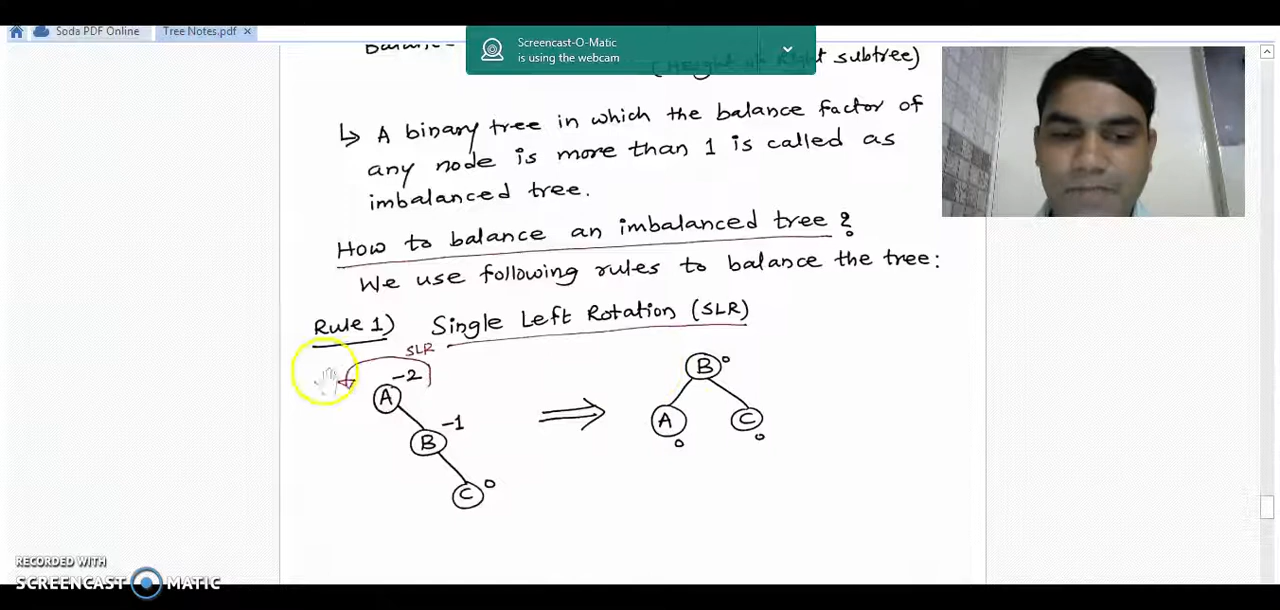 Soda PDF Online
Tree Notes.pdf ×
Screencast-O-Matic
is using the webcam
Right subtree)
↳ A binary tree in which the balance factor of
any node is more than 1 is called as
imbalanced tree.
How to balance an imbalanced tree?
We use following rules to balance the tree:
Rule 1) Single Left Rotation (SLR)
SLR
A -2
B -1
C 0
⇒
B 0
A 0
C 0
RECORDED WITH
SCREENCAST MATIC